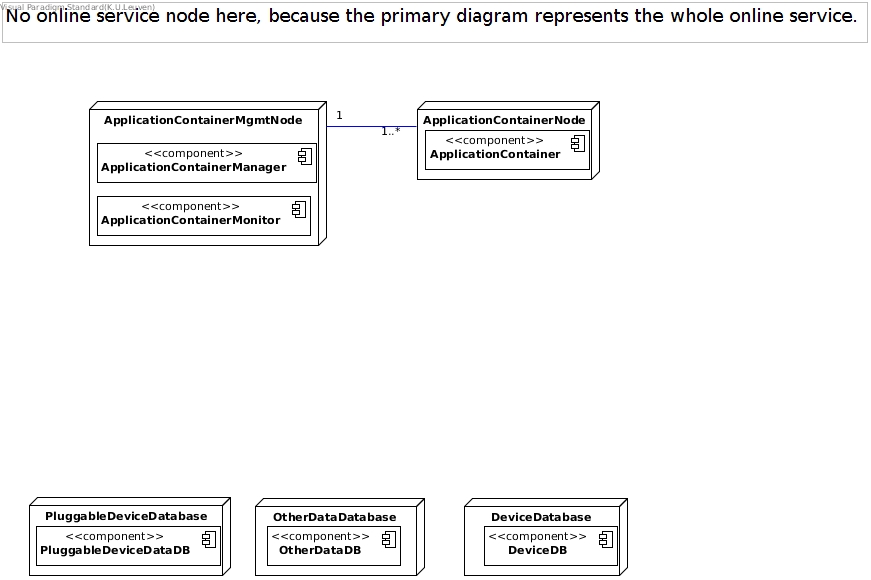 Visual Paradigm Standard(K.U.Leuven)
No online service node here, because the primary diagram represents the whole online service.
ApplicationContainerMgmtNode
<<component>>
ApplicationContainerManager
<<component>>
ApplicationContainerMonitor
1
1..*
ApplicationContainerNode
<<component>>
ApplicationContainer
PluggableDeviceDatabase
<<component>>
PluggableDeviceDataDB
OtherDataDatabase
<<component>>
OtherDataDB
DeviceDatabase
<<component>>
DeviceDB